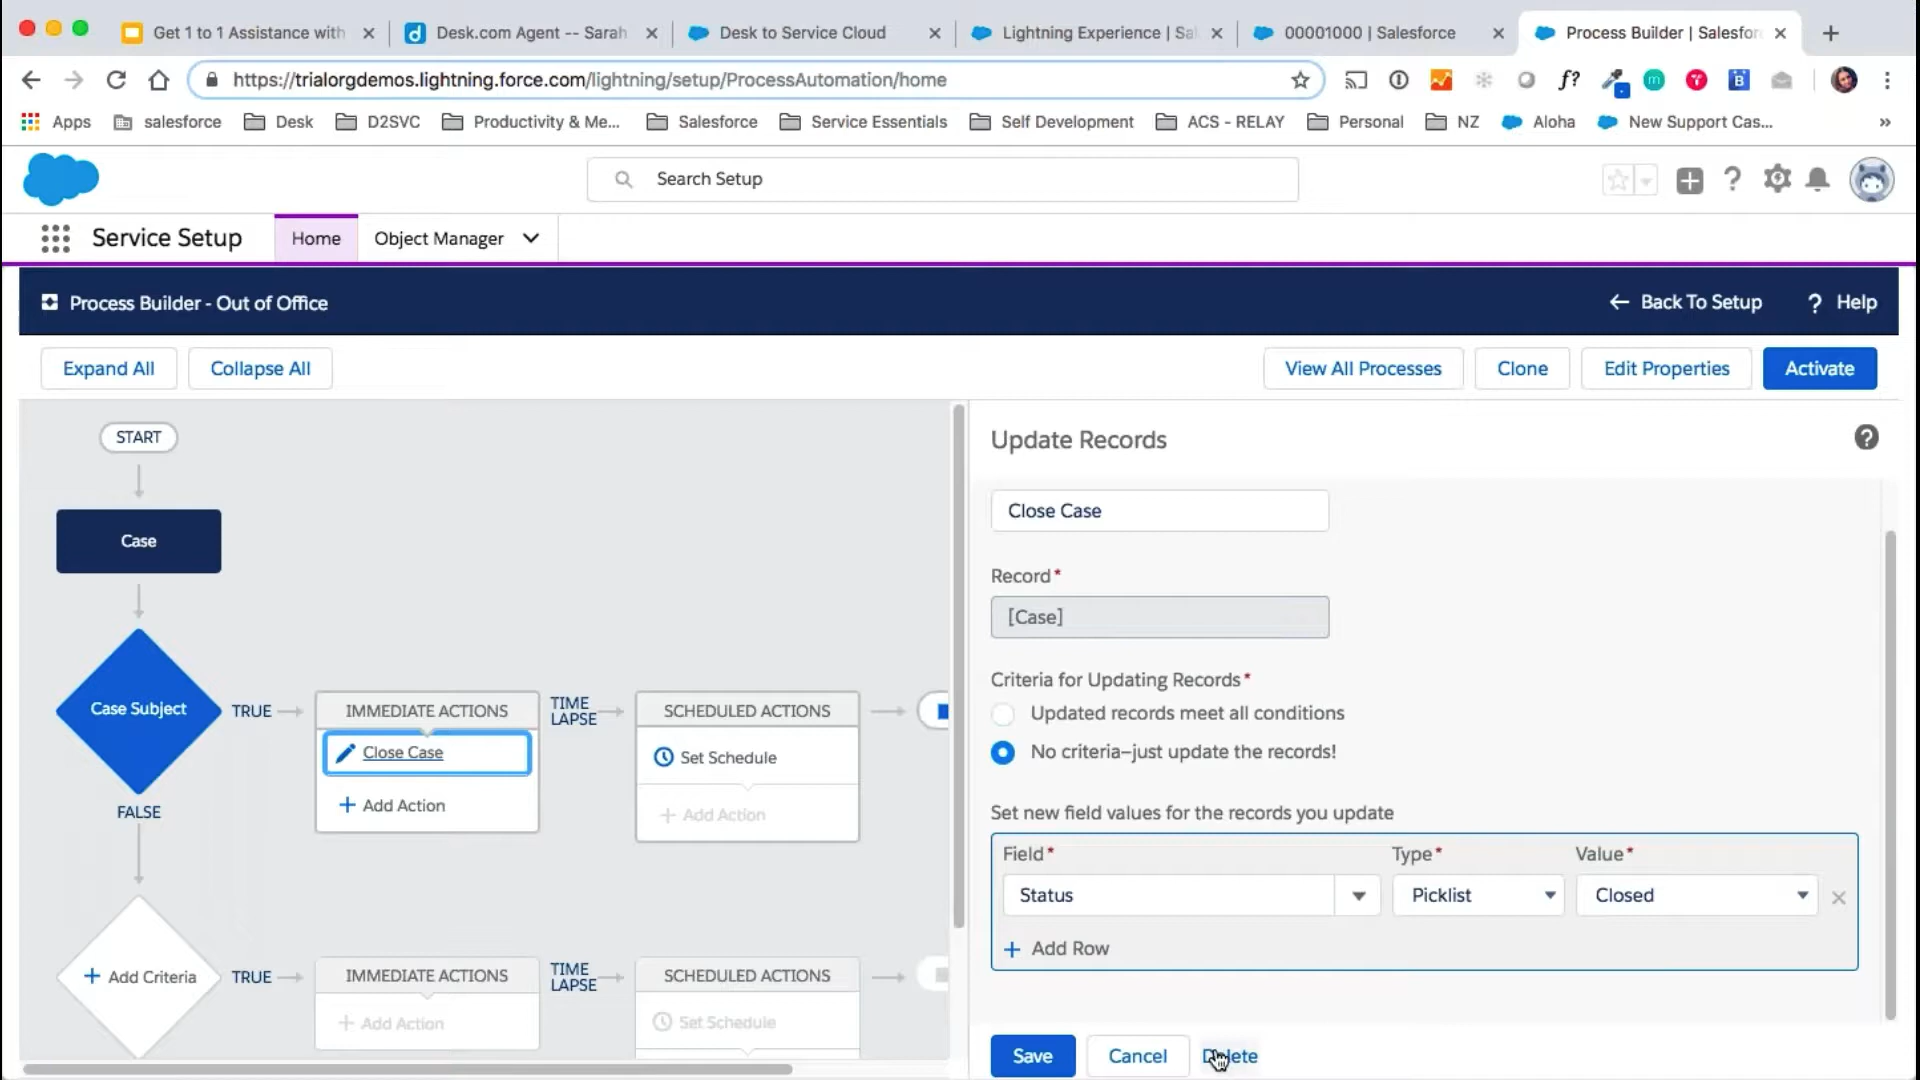 Get 1 to 1 Assistance with
Desk.com Agent -- Sarah
Desk to Service Cloud
Lightning Experience | Sa
00001000 | Salesforce
Process Builder | Salesfor
https://trialorgdemos.lightning.force.com/lightning/setup/ProcessAutomation/home
Apps
salesforce
Desk
D2SVC
Productivity & Me...
Salesforce
Service Essentials
Self Development
ACS - RELAY
Personal
NZ
Aloha
New Support Cas...
»
Search Setup
Service Setup
Home
Object Manager
Process Builder - Out of Office
Back To Setup
? Help
Expand All
Collapse All
View All Processes
Clone
Edit Properties
Activate
START
Case
Case Subject
TRUE
IMMEDIATE ACTIONS
Close Case
+ Add Action
TIME
LAPSE
SCHEDULED ACTIONS
Set Schedule
+ Add Action
FALSE
+ Add Criteria
TRUE
IMMEDIATE ACTIONS
+ Add Action
TIME
LAPSE
SCHEDULED ACTIONS
Set Schedule
Update Records
Close Case
Record*
[Case]
Criteria for Updating Records*
Updated records meet all conditions
No criteria–just update the records!
Set new field values for the records you update
Field*
Type*
Value*
Status
Picklist
Closed
+ Add Row
Save
Cancel
Delete